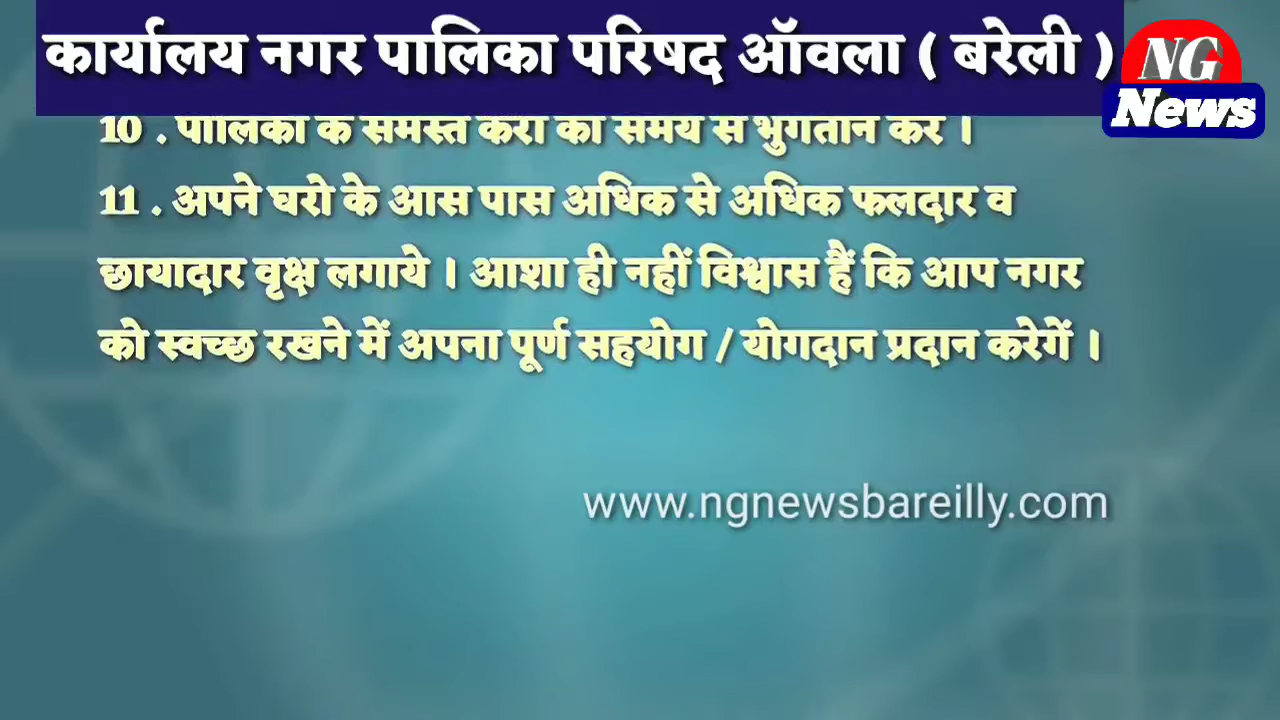 कार्यालय नगर पालिका परिषद ऑवला ( बरेली )
NG
News
10 . पालिका के समस्त करों का समय से भुगतान करें ।
11 . अपने घरो के आस पास अधिक से अधिक फलदार व
छायादार वृक्ष लगाये । आशा ही नहीं विश्वास हैं कि आप नगर
को स्वच्छ रखने में अपना पूर्ण सहयोग / योगदान प्रदान करेगें ।
www.ngnewsbareilly.com